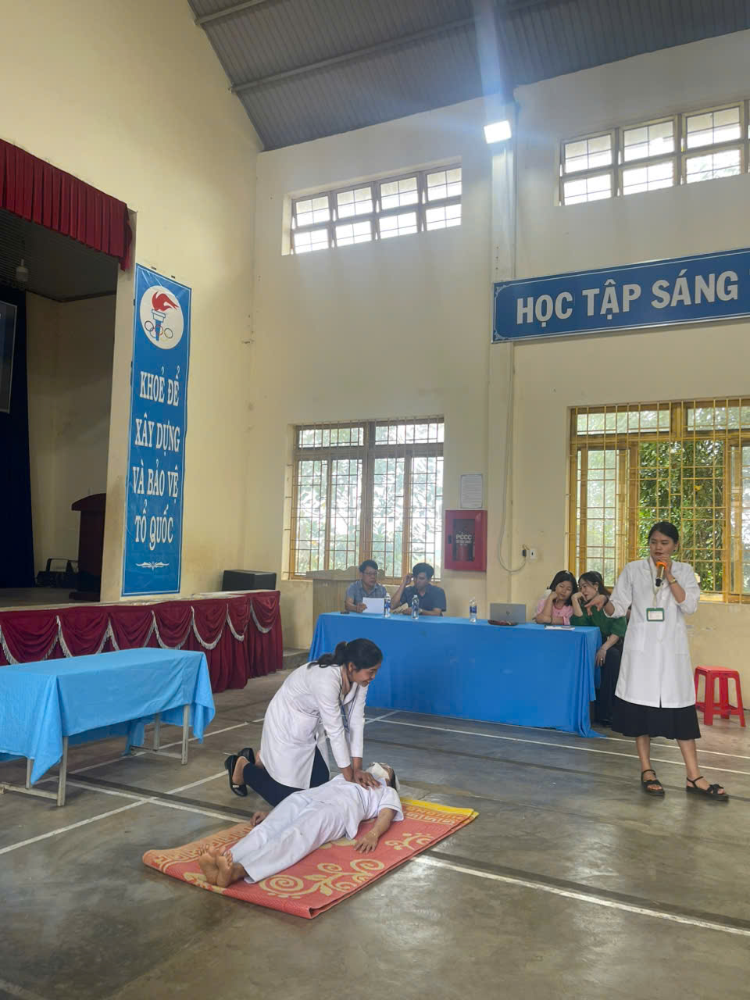 KHOẺ ĐỂ
XÂY DỰNG
VÀ BẢO VỆ
TỔ QUỐC
HỌC TẬP SÁNG
PCCC